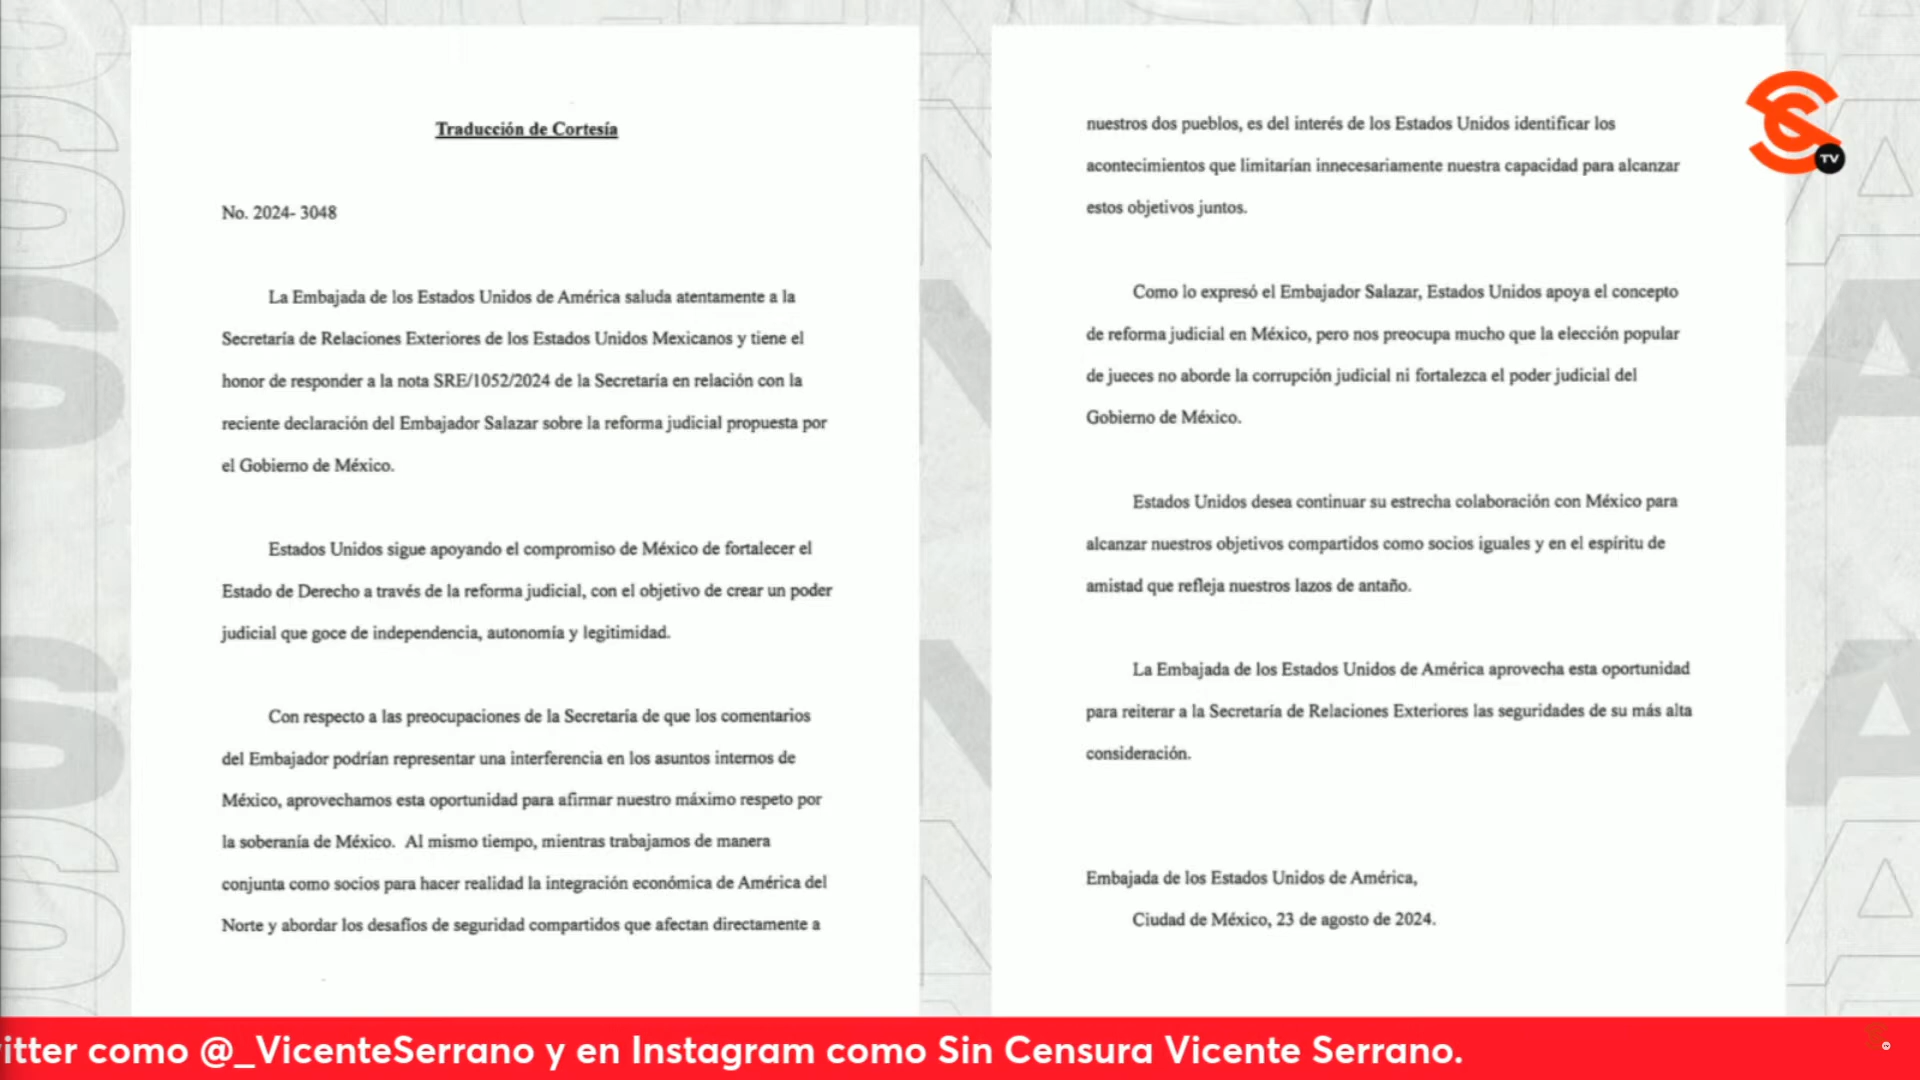 Traducción de Cortesía
No. 2024- 3048
La Embajada de los Estados Unidos de América saluda atentamente a la
Secretaría de Relaciones Exteriores de los Estados Unidos Mexicanos y tiene el
honor de responder a la nota SRE/1052/2024 de la Secretaría en relación con la
reciente declaración del Embajador Salazar sobre la reforma judicial propuesta por
el Gobierno de México.
Estados Unidos sigue apoyando el compromiso de México de fortalecer el
Estado de Derecho a través de la reforma judicial, con el objetivo de crear un poder
judicial que goce de independencia, autonomía y legitimidad.
Con respecto a las preocupaciones de la Secretaría de que los comentarios
del Embajador podrían representar una interferencia en los asuntos internos de
México, aprovechamos esta oportunidad para afirmar nuestro máximo respeto por
la soberanía de México.  Al mismo tiempo, mientras trabajamos de manera
conjunta como socios para hacer realidad la integración económica de América del
Norte y abordar los desafíos de seguridad compartidos que afectan directamente a
nuestros dos pueblos, es del interés de los Estados Unidos identificar los
acontecimientos que limitarían innecesariamente nuestra capacidad para alcanzar
estos objetivos juntos.
Como lo expresó el Embajador Salazar, Estados Unidos apoya el concepto
de reforma judicial en México, pero nos preocupa mucho que la elección popular
de jueces no aborde la corrupción judicial ni fortalezca el poder judicial del
Gobierno de México.
Estados Unidos desea continuar su estrecha colaboración con México para
alcanzar nuestros objetivos compartidos como socios iguales y en el espíritu de
amistad que refleja nuestros lazos de antaño.
La Embajada de los Estados Unidos de América aprovecha esta oportunidad
para reiterar a la Secretaría de Relaciones Exteriores las seguridades de su más alta
consideración.
Embajada de los Estados Unidos de América,
Ciudad de México, 23 de agosto de 2024.
TV
itter como @_VicenteSerrano y en Instagram como Sin Censura Vicente Serrano.